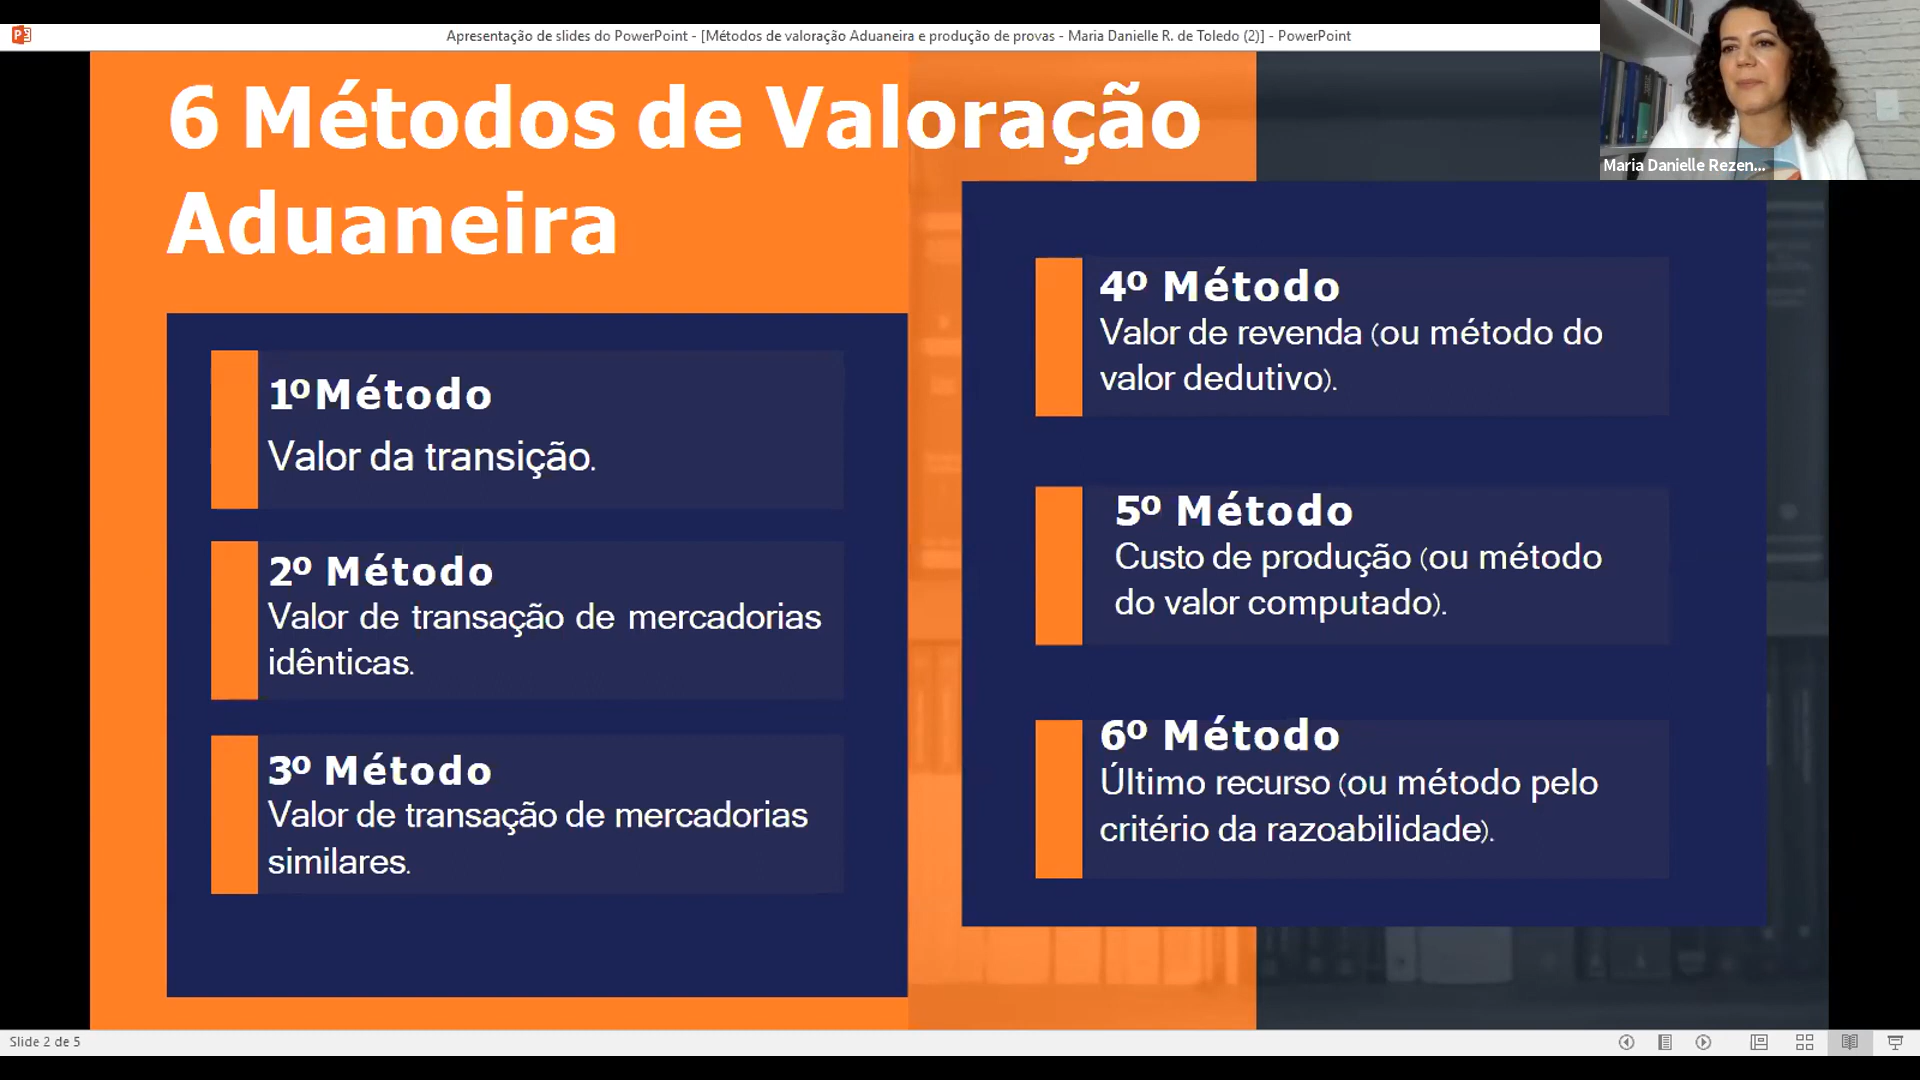 Apresentação de slides do PowerPoint - [Métodos de valoração Aduaneira e produção de provas - Maria Danielle R. de Toledo (2)] - PowerPoint
Maria Danielle Rezen...
6 Métodos de Valoração
Aduaneira
1ºMétodo
Valor da transição.
2º Método
Valor de transação de mercadorias
idênticas.
3º Método
Valor de transação de mercadorias
similares.
4º Método
Valor de revenda (ou método do
valor dedutivo).
5º Método
Custo de produção (ou método
do valor computado).
6º Método
Último recurso (ou método pelo
critério da razoabilidade).
Slide 2 de 5